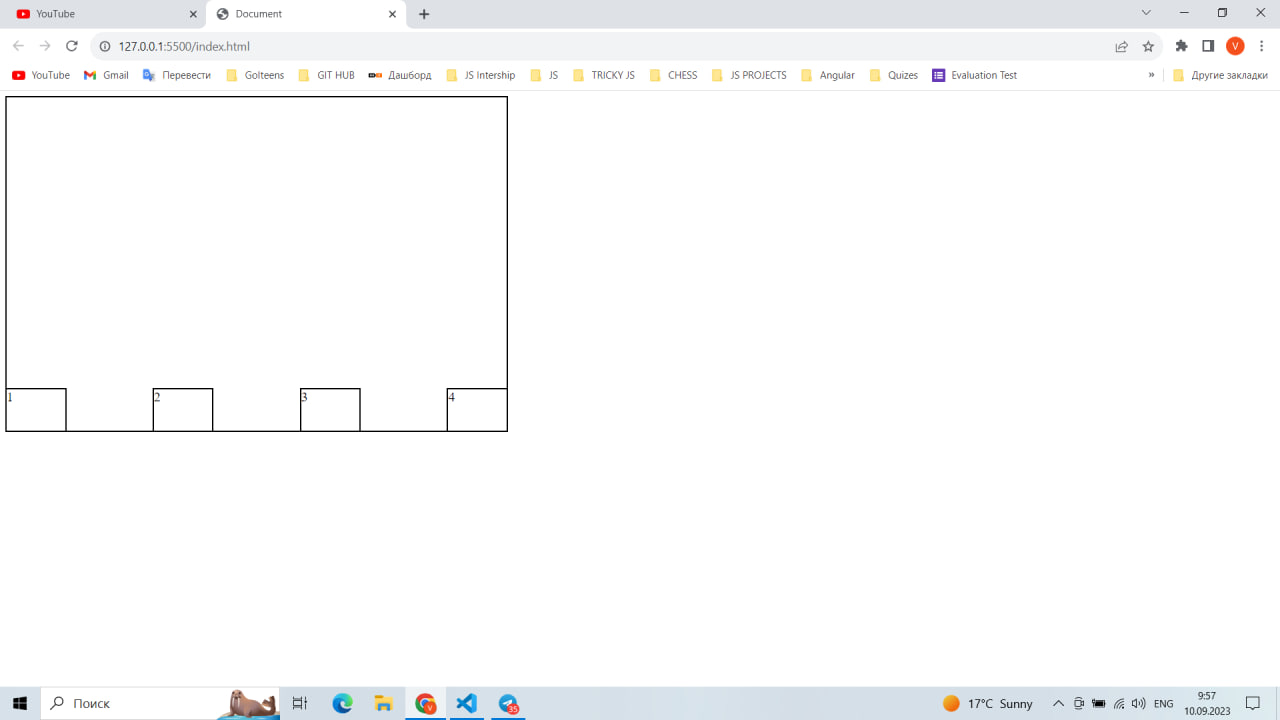 YouTube
Document
127.0.0.1:5500/index.html
YouTube Gmail Перевести Golteens GIT HUB Дашборд JS Intership JS TRICKY JS CHESS JS PROJECTS Angular Quizes Evaluation Test » Другие закладки
V
1 2 3 4
Поиск
V
35
17°C Sunny
ENG
9:57
10.09.2023